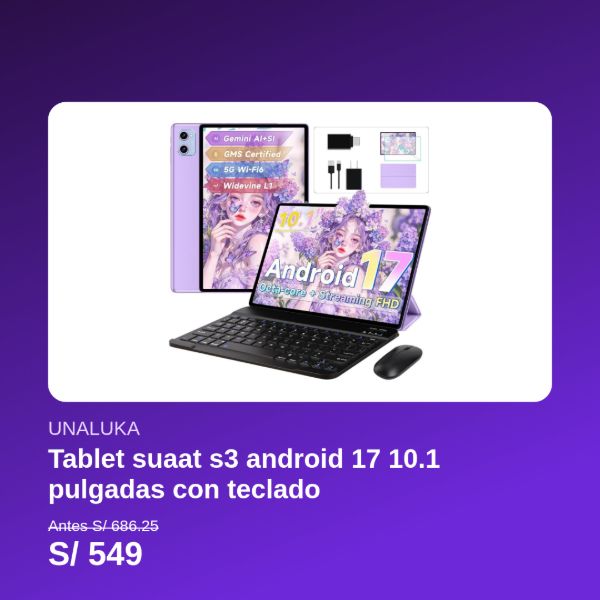 Gemini AI+SI
GMS Certified
5G Wi-Fi6
Widevine L1
10.1
Android 17
Octa-core + Streaming FHD
UNALUKA
Tablet suaat s3 android 17 10.1
pulgadas con teclado
Antes S/ 686.25
S/ 549